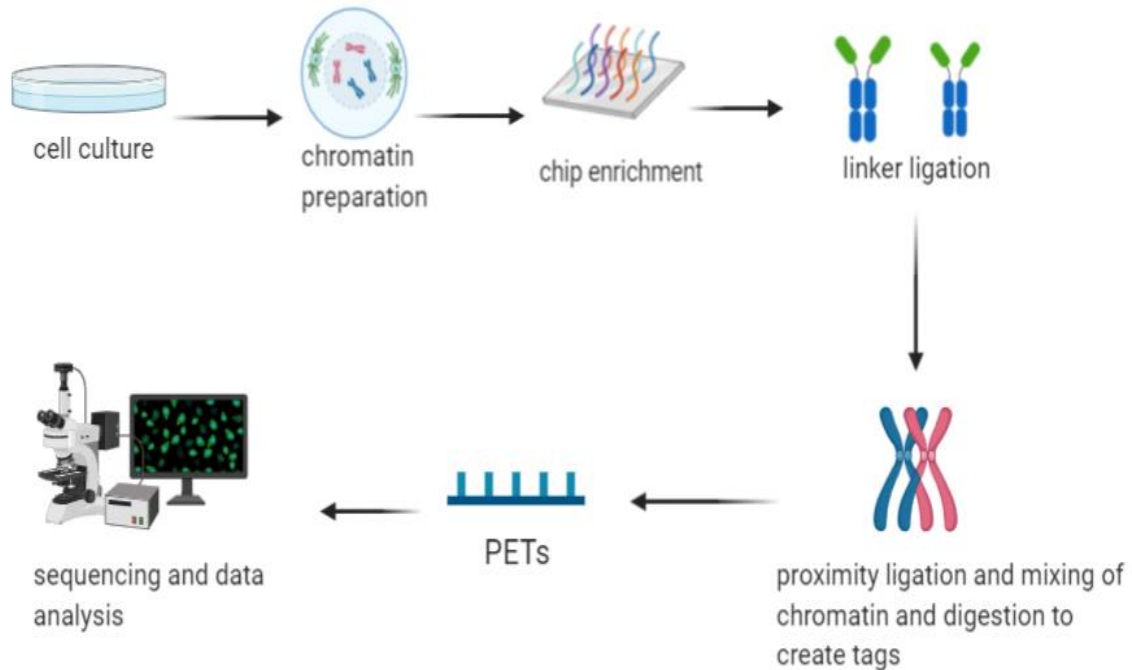 cell culture
chromatin
preparation
chip enrichment
linker ligation
proximity ligation and mixing of
chromatin and digestion to
create tags
PETs
sequencing and data
analysis